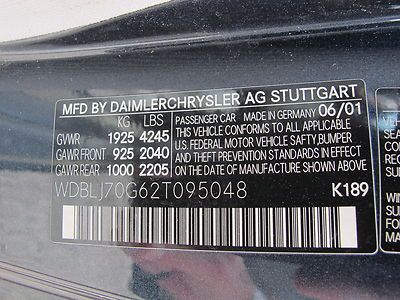 MFD BY DAIMLERCHRYSLER AG STUTTGART
KG LBS
GVWR 1925 4245
GAWR FRONT 925 2040
GAWR REAR 1000 2205
PASSENGER CAR MADE IN GERMANY 06/01
THIS VEHICLE CONFORMS TO ALL APPLICABLE
U.S. FEDERAL MOTOR VEHICLE SAFETY, BUMPER
AND THEFT PREVENTION STANDARDS IN EFFECT
ON THE DATE OF MANUFACTURE SHOWN ABOVE
WDBLJ70G62T095048 K189